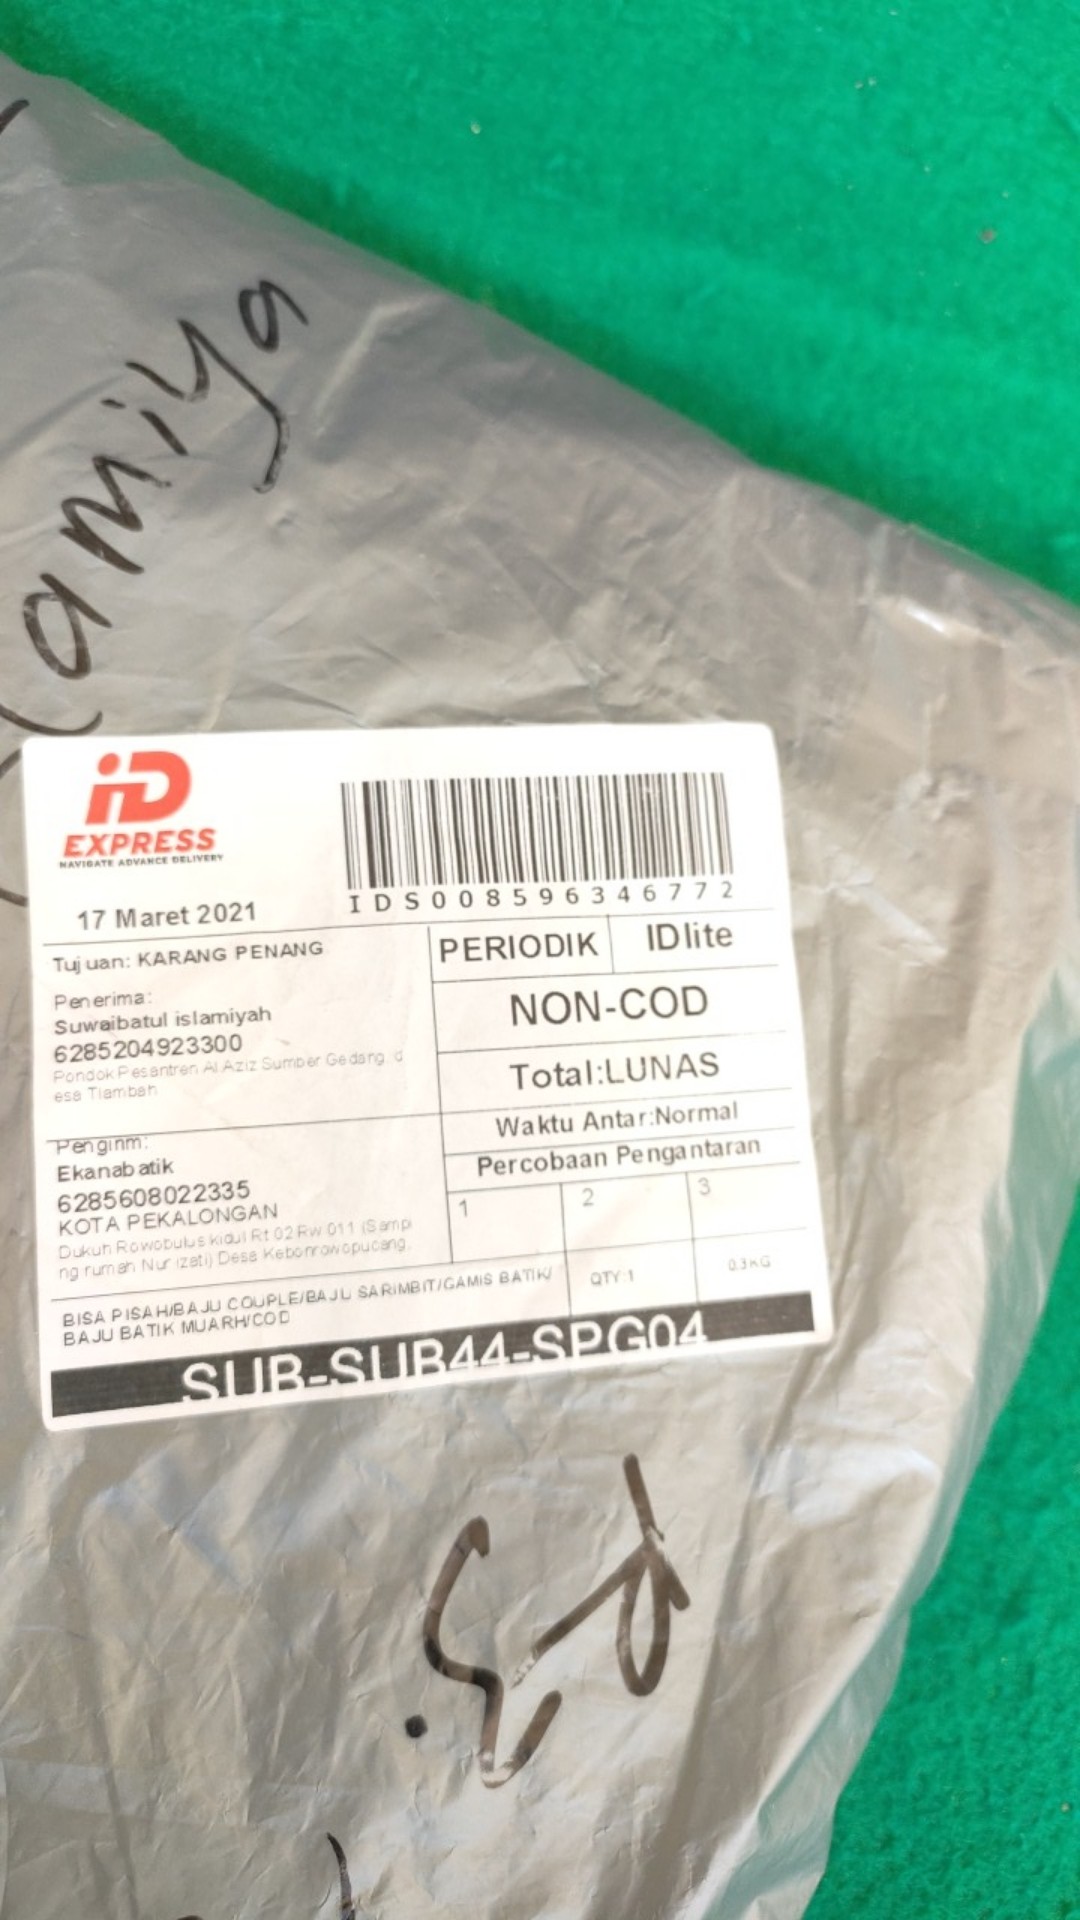 amiya
iD
EXPRESS
NAVIGATE ADVANCE DELIVERY
IDS008596346772
17 Maret 2021
Tujuan: KARANG PENANG
PERIODIK
IDlite
Penerima:
Suwaibatul islamiyah
6285204923300
Pondok Pesantren Al Aziz Sumber Gedang, d
esa Tlambah
NON-COD
Total:LUNAS
Waktu Antar:Normal
Percobaan Pengantaran
1
2
3
Pengirim:
Ekanabatik
6285608022335
KOTA PEKALONGAN
Dukuh Rowobulus kidul Rt 02 Rw 011 (Sampi
ng rumah Nur izati) Desa Kebonrowopucang,
BISA PISAH/BAJU COUPLE/BAJU SARIMBIT/GAMIS BATIK/
BAJU BATIK MUARH/COD
QTY:1
0.3KG
SUB-SUB44-SPG04